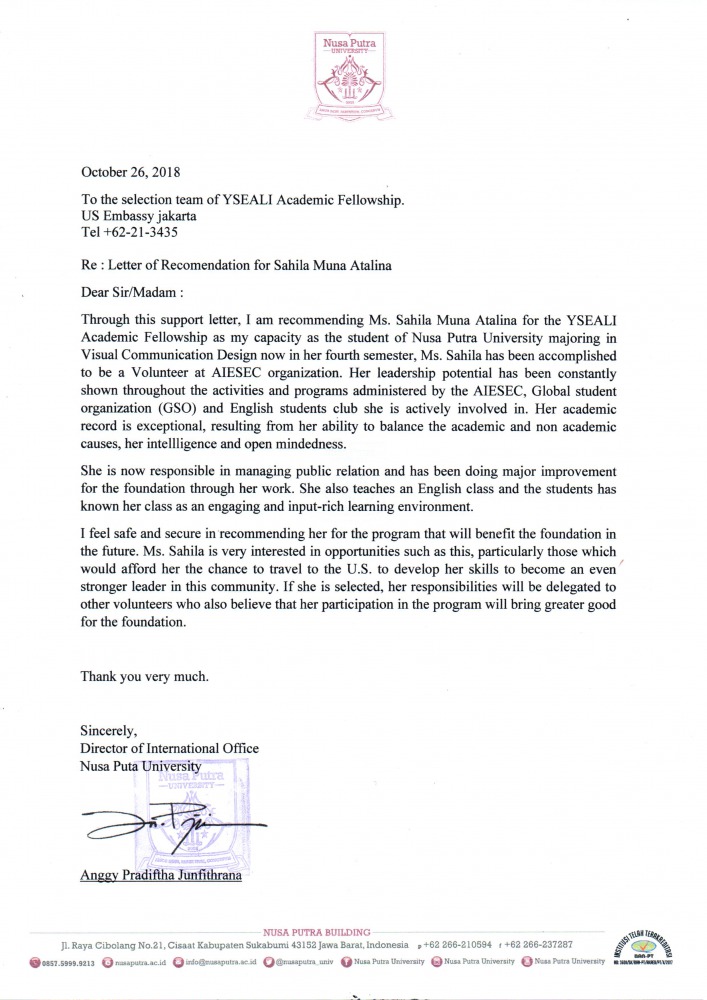 Nusa Putra
UNIVERSITY
October 26, 2018
To the selection team of YSEALI Academic Fellowship.
US Embassy jakarta
Tel +62-21-3435
Re : Letter of Recomendation for Sahila Muna Atalina
Dear Sir/Madam :
Through this support letter, I am recommending Ms. Sahila Muna Atalina for the YSEALI
Academic Fellowship as my capacity as the student of Nusa Putra University majoring in
Visual Communication Design now in her fourth semester, Ms. Sahila has been accomplished
to be a Volunteer at AIESEC organization. Her leadership potential has been constantly
shown throughout the activities and programs administered by the AIESEC, Global student
organization (GSO) and English students club she is actively involved in. Her academic
record is exceptional, resulting from her ability to balance the academic and non academic
causes, her intellligence and open mindedness.
She is now responsible in managing public relation and has been doing major improvement
for the foundation through her work. She also teaches an English class and the students has
known her class as an engaging and input-rich learning environment.
I feel safe and secure in recommending her for the program that will benefit the foundation in
the future. Ms. Sahila is very interested in opportunities such as this, particularly those which
would afford her the chance to travel to the U.S. to develop her skills to become an even
stronger leader in this community. If she is selected, her responsibilities will be delegated to
other volunteers who also believe that her participation in the program will bring greater good
for the foundation.
Thank you very much.
Sincerely,
Director of International Office
Nusa Puta University
Nusa Putra
UNIVERSITY
Anggy Pradiftha Junfithrana
NUSA PUTRA BUILDING
Jl. Raya Cibolang No.21, Cisaat Kabupaten Sukabumi 43152 Jawa Barat, Indonesia p +62 266-210594 f +62 266-237287
0857.5999.9213 nusaputra.ac.id info@nusaputra.ac.id @nusaputra_univ Nusa Putra University Nusa Putra University Nusa Putra University
INSTITUSI TELAH TERAKREDITASI
BAN-PT